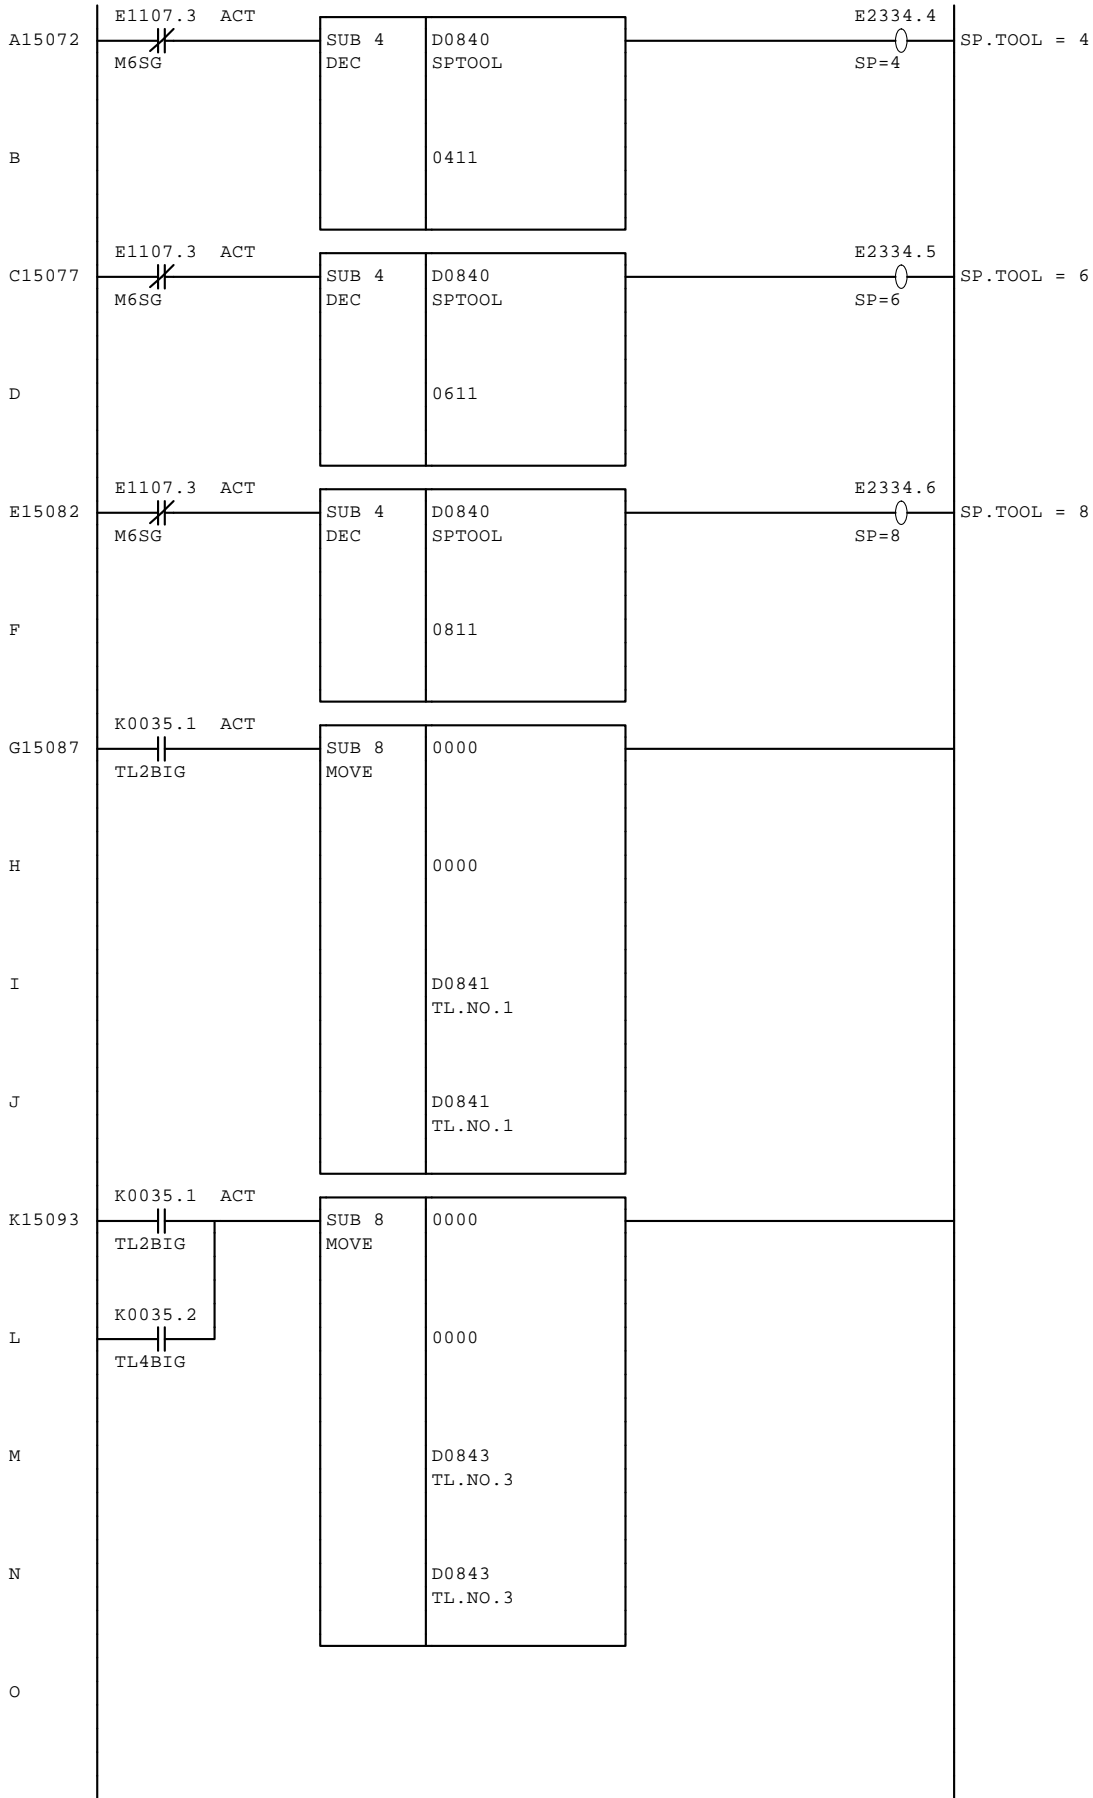 E1107.3 ACT E2334.4
A15072 SUB 4 D0840 SP.TOOL = 4
M6SG DEC SPTOOL SP=4
B 0411
E1107.3 ACT E2334.5
C15077 SUB 4 D0840 SP.TOOL = 6
M6SG DEC SPTOOL SP=6
D 0611
E1107.3 ACT E2334.6
E15082 SUB 4 D0840 SP.TOOL = 8
M6SG DEC SPTOOL SP=8
F 0811
K0035.1 ACT
G15087 SUB 8 0000
TL2BIG MOVE
H 0000
I D0841
TL.NO.1
J D0841
TL.NO.1
K0035.1 ACT
K15093 SUB 8 0000
TL2BIG MOVE
K0035.2
L 0000
TL4BIG
M D0843
TL.NO.3
N D0843
TL.NO.3
O